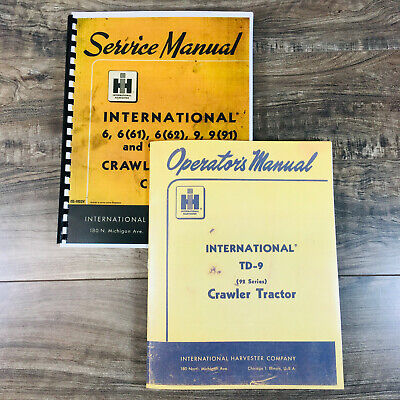 Service Manual
IH
INTERNATIONAL
HARVESTER
INTERNATIONAL®
6, 6(61), 6(62), 9, 9(91)
and
CRAWLER
C
INTERNATIONAL
180 N. Michigan Ave.
Operator's Manual
IH
INTERNATIONAL
HARVESTER
INTERNATIONAL®
TD-9
(92 Series)
Crawler Tractor
INTERNATIONAL HARVESTER COMPANY
180 North Michigan Ave. Chicago 1, Illinois, U.S.A.